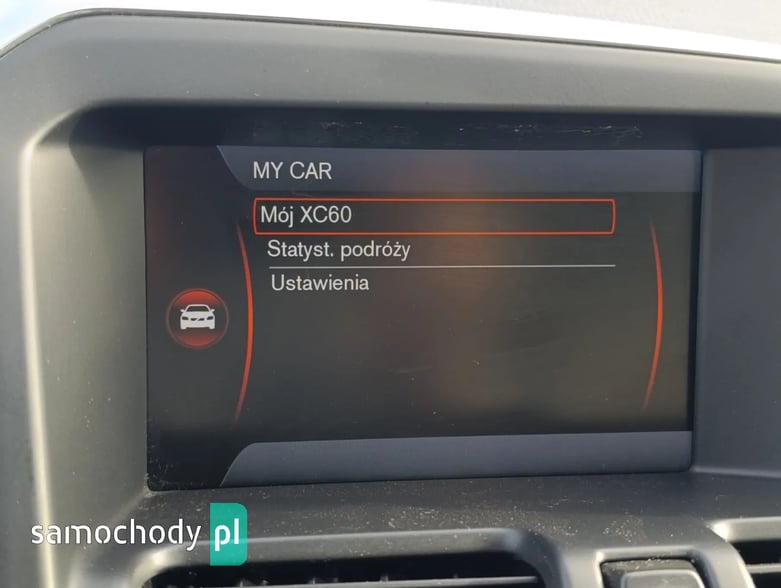 MY CAR
Mój XC60
Statyst. podróży
Ustawienia
samochody pl